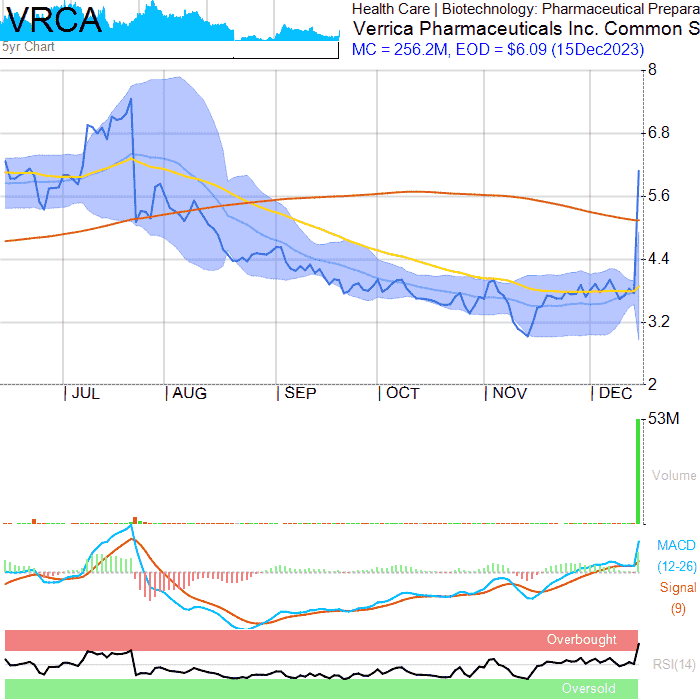 VRCA
5yr Chart
Health Care | Biotechnology: Pharmaceutical Prepara
Verrica Pharmaceuticals Inc. Common S
MC = 256.2M, EOD = $6.09 (15Dec2023)
8
6.8
5.6
4.4
3.2
2
| JUL | AUG | SEP | OCT | NOV | DEC
53M
Volume
MACD
(12-26)
Signal
(9)
Overbought
RSI(14)
Oversold